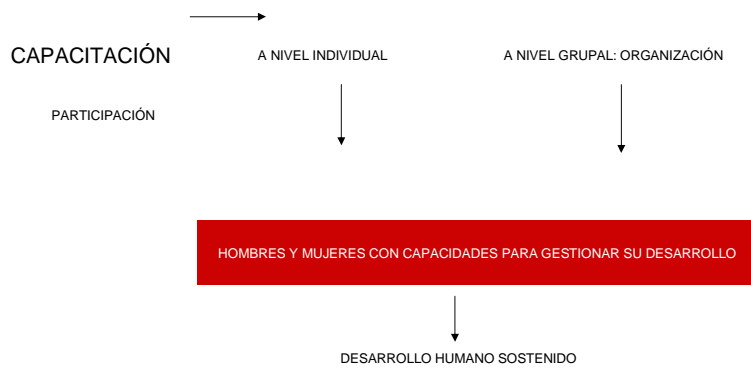 CAPACITACIÓN
A NIVEL INDIVIDUAL
A NIVEL GRUPAL: ORGANIZACIÓN
PARTICIPACIÓN
HOMBRES Y MUJERES CON CAPACIDADES PARA GESTIONAR SU DESARROLLO
DESARROLLO HUMANO SOSTENIDO